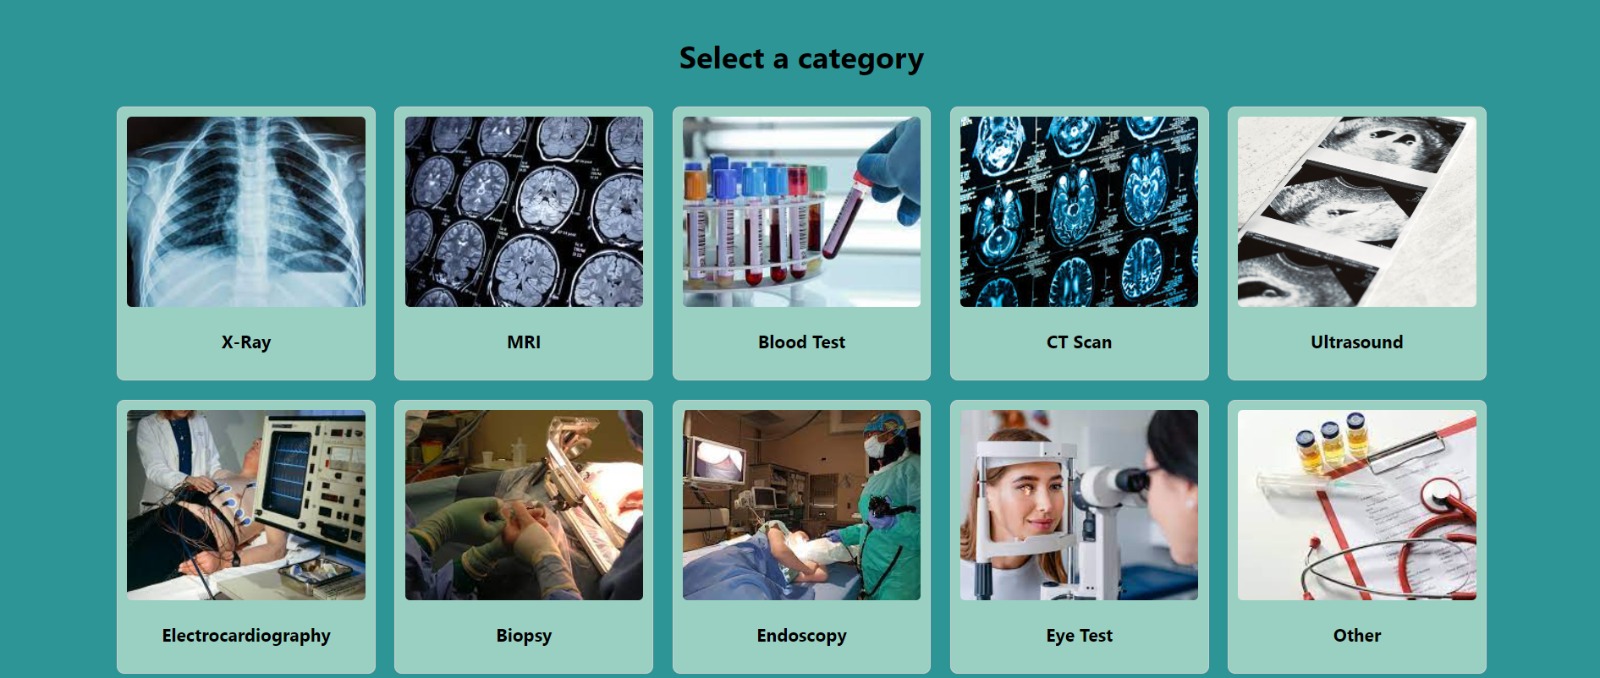 Select a category
X-Ray
MRI
Blood Test
CT Scan
Ultrasound
Electrocardiography
Biopsy
Endoscopy
Eye Test
Other